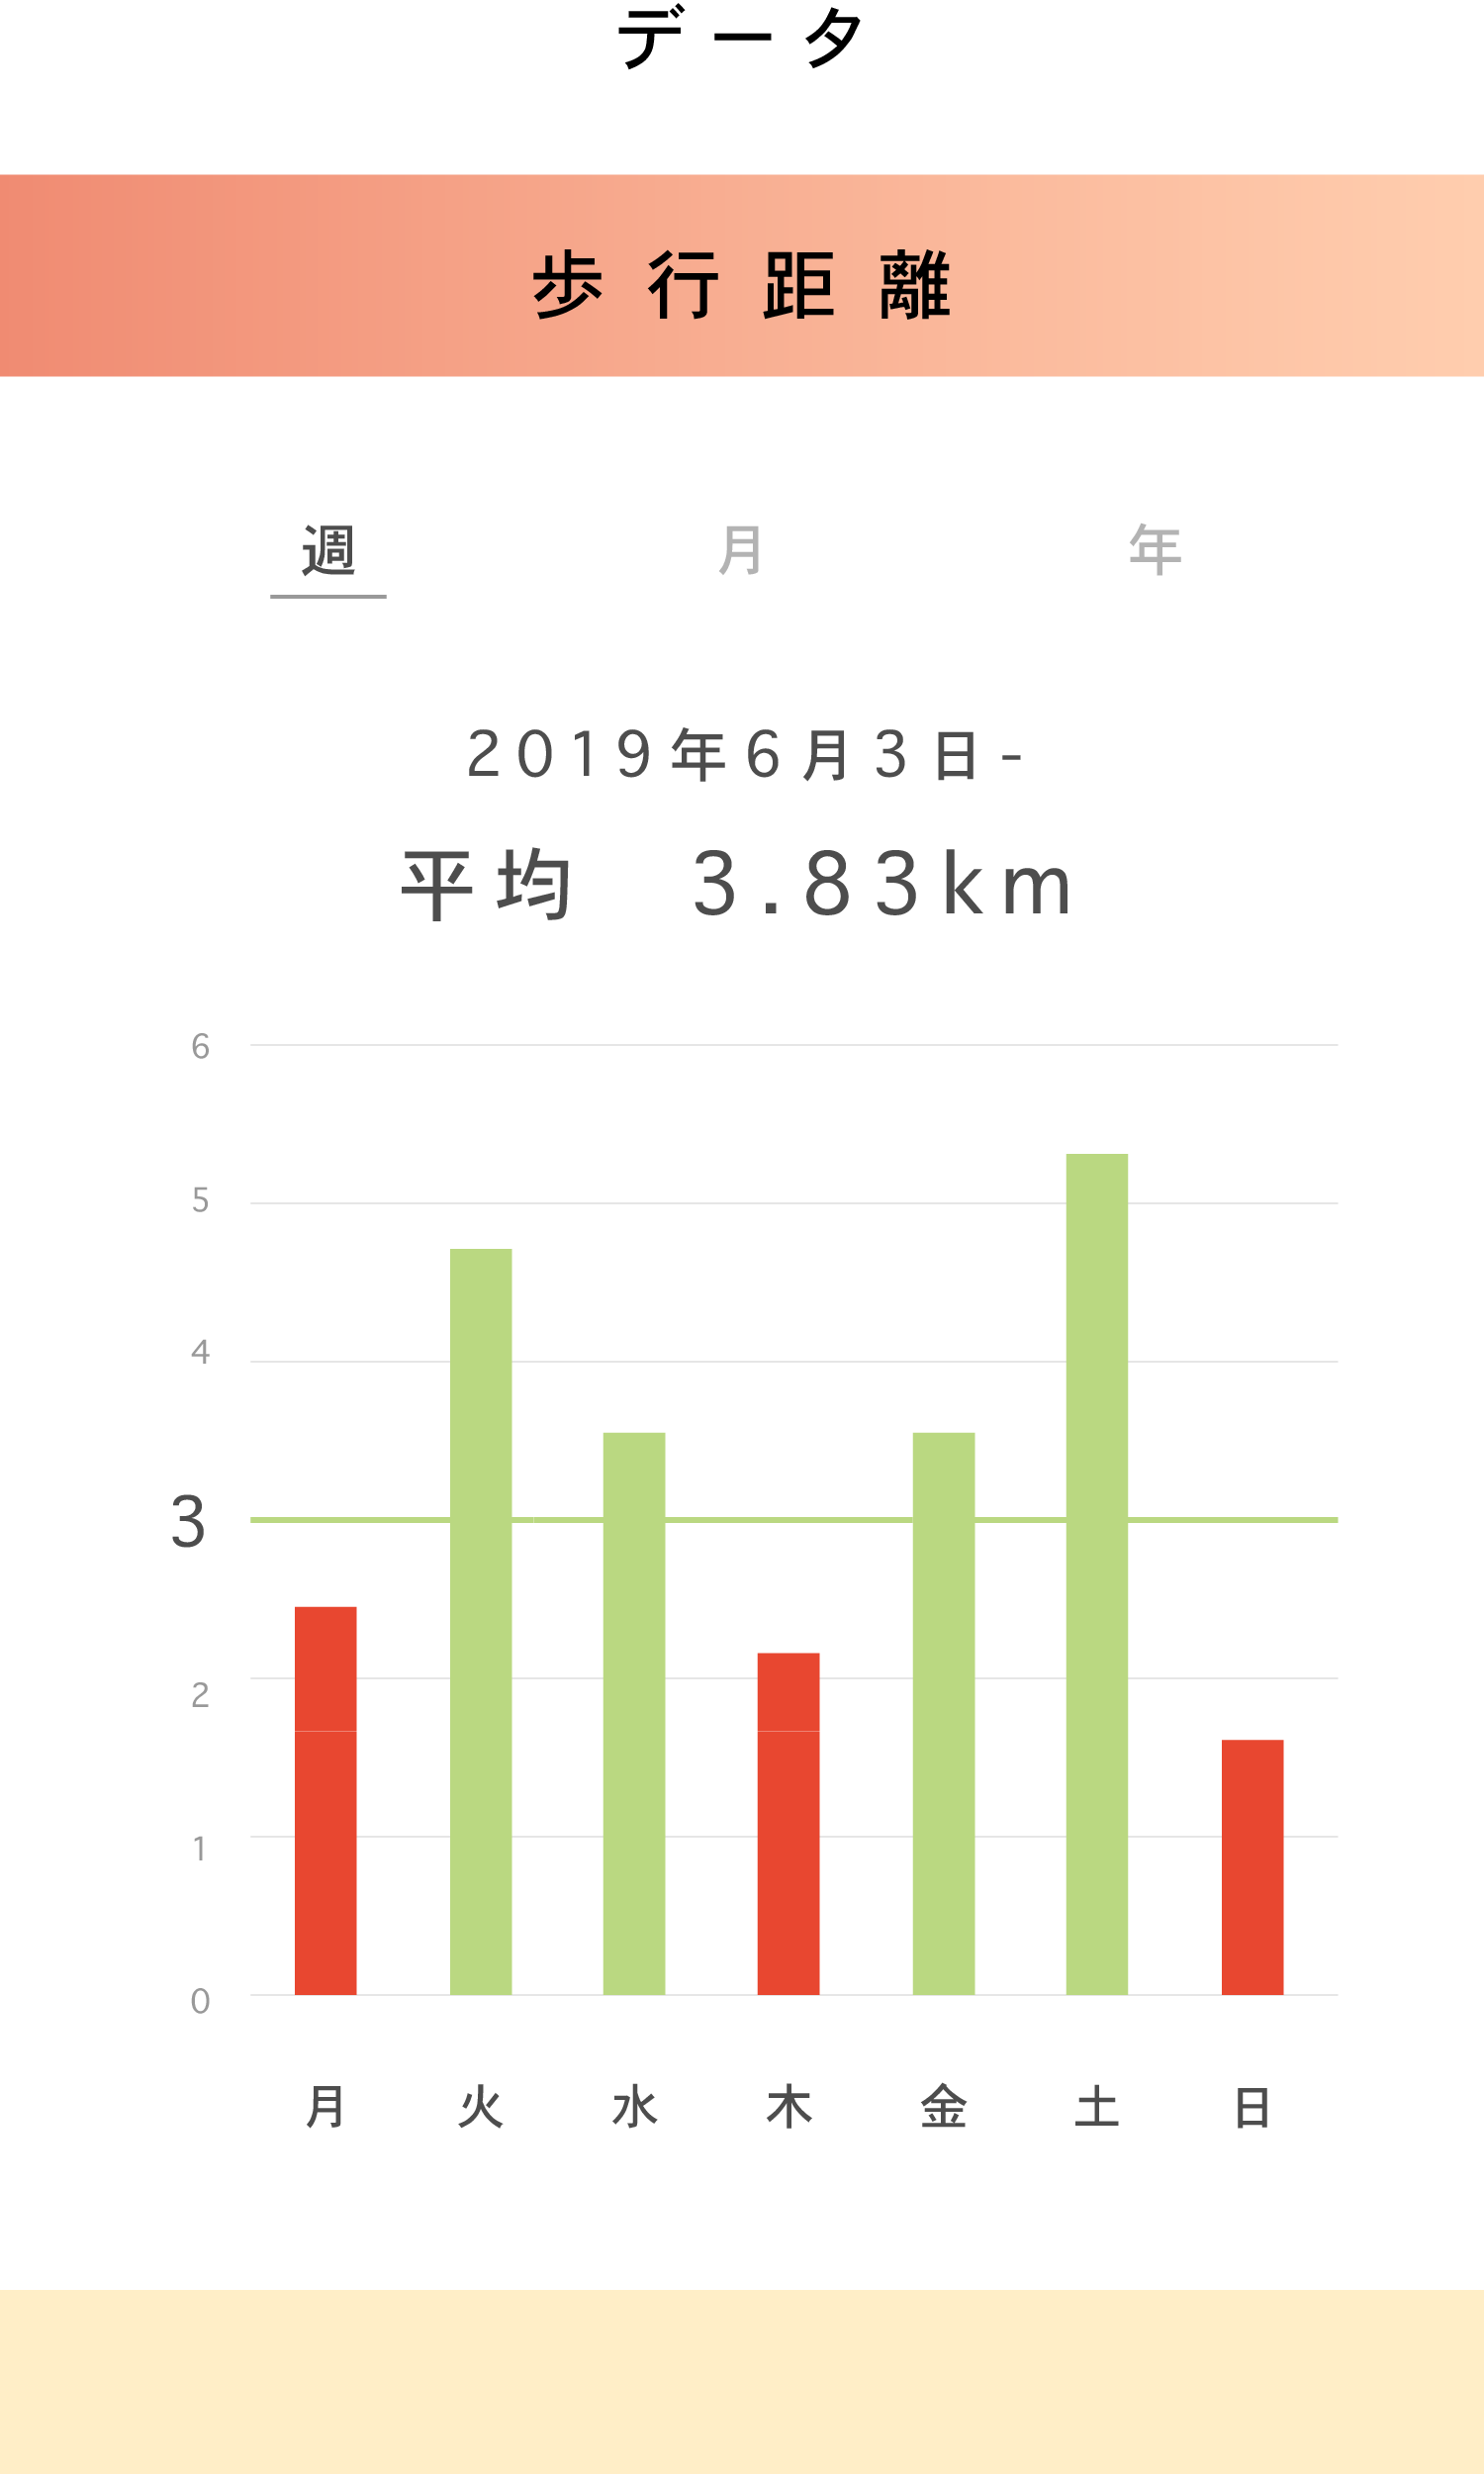 データ
歩行距離
週 月 年
2019年6月3日-
平均 3.83km
6
5
4
3
2
1
0
月 火 水 木 金 土 日